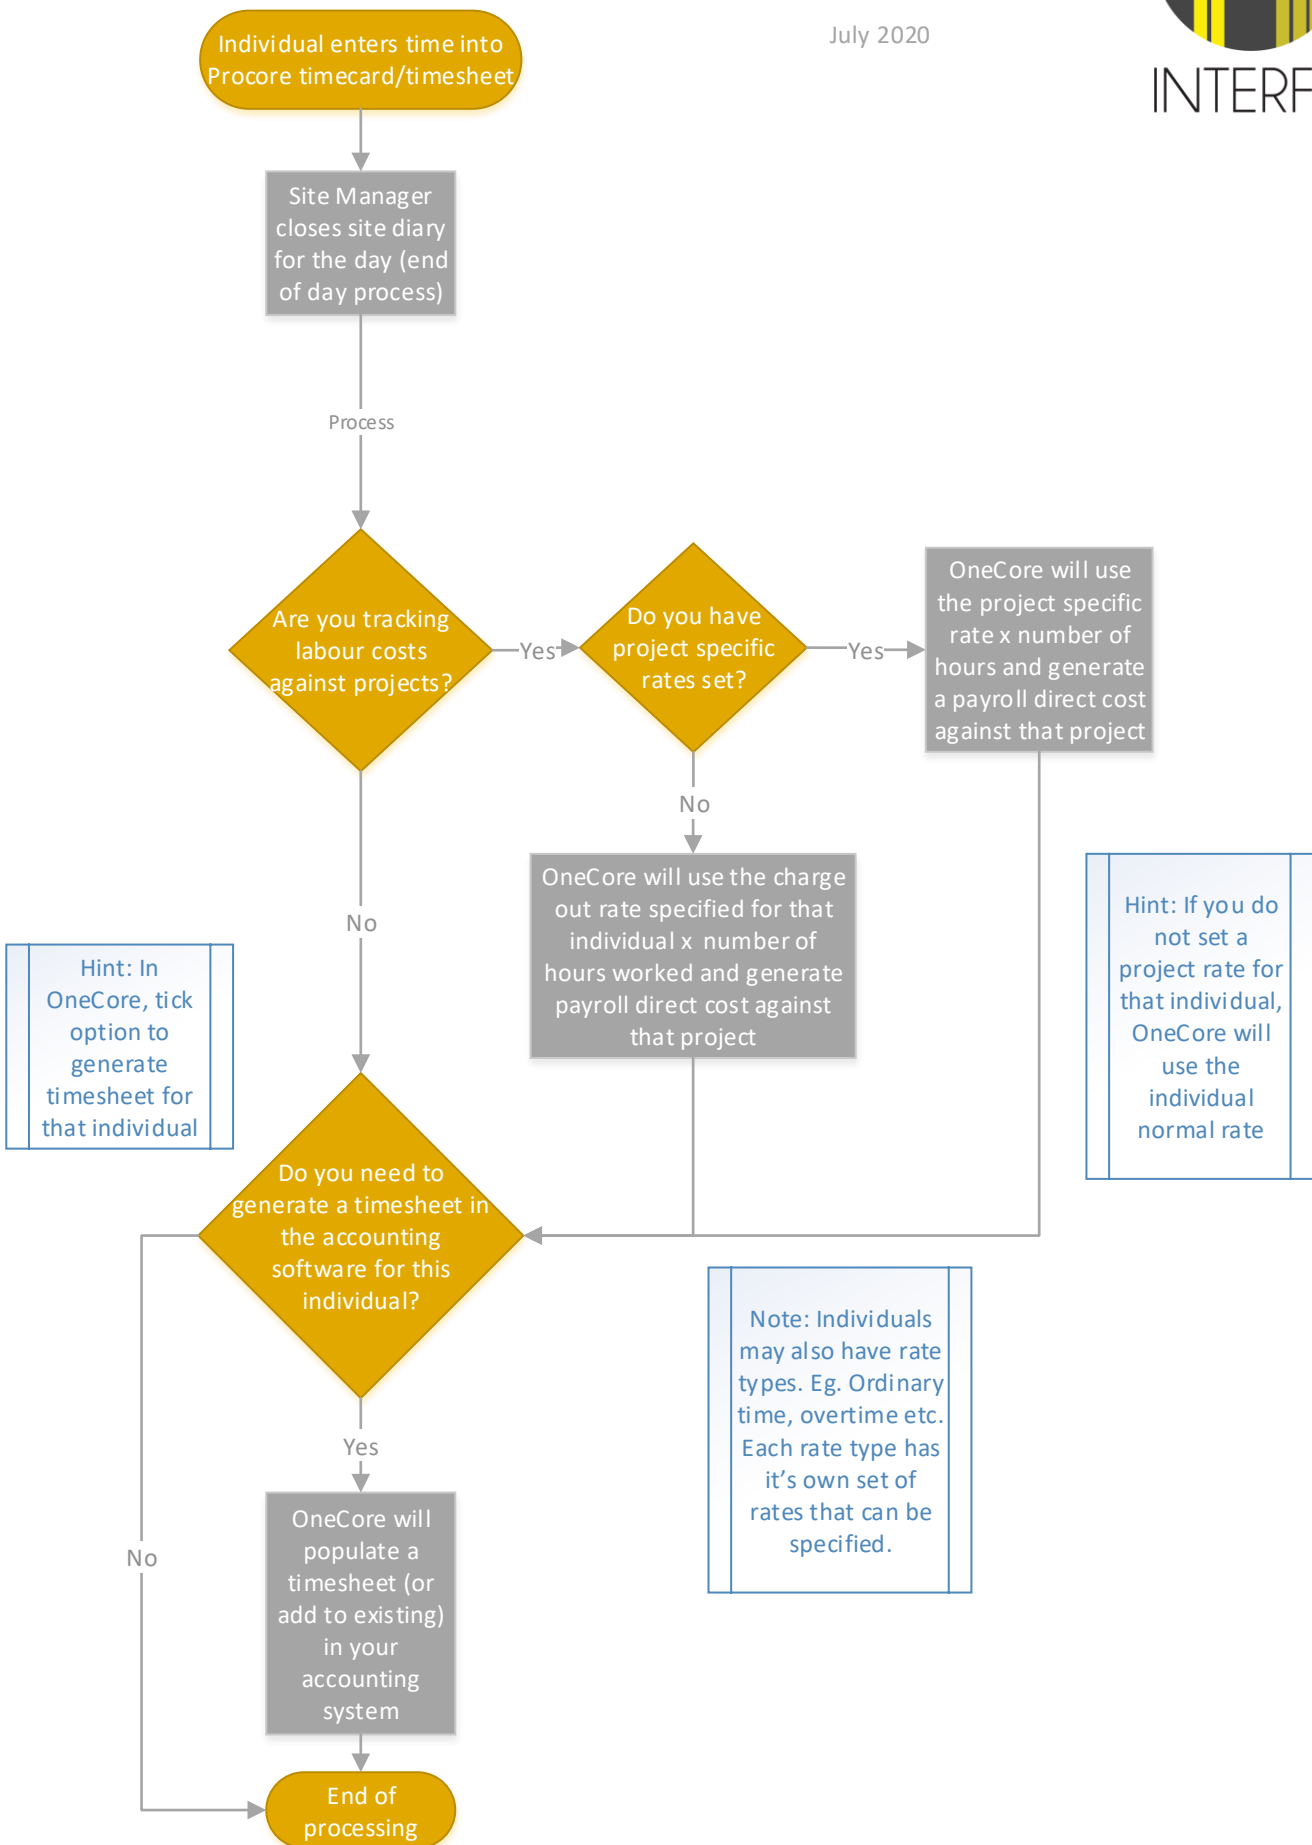 July 2020
INTERF
Individual enters time into
Procore timecard/timesheet
Site Manager
closes site diary
for the day (end
of day process)
Process
Are you tracking
labour costs
against projects?
Yes
Do you have
project specific
rates set?
Yes
OneCore will use
the project specific
rate x number of
hours and generate
a payroll direct cost
against that project
No
OneCore will use the charge
out rate specified for that
individual x number of
hours worked and generate
payroll direct cost against
that project
Hint: If you do
not set a
project rate for
that individual,
OneCore will
use the
individual
normal rate
No
Hint: In
OneCore, tick
option to
generate
timesheet for
that individual
Do you need to
generate a timesheet in
the accounting
software for this
individual?
Note: Individuals
may also have rate
types. Eg. Ordinary
time, overtime etc.
Each rate type has
it’s own set of
rates that can be
specified.
Yes
No
OneCore will
populate a
timesheet (or
add to existing)
in your
accounting
system
End of
processing